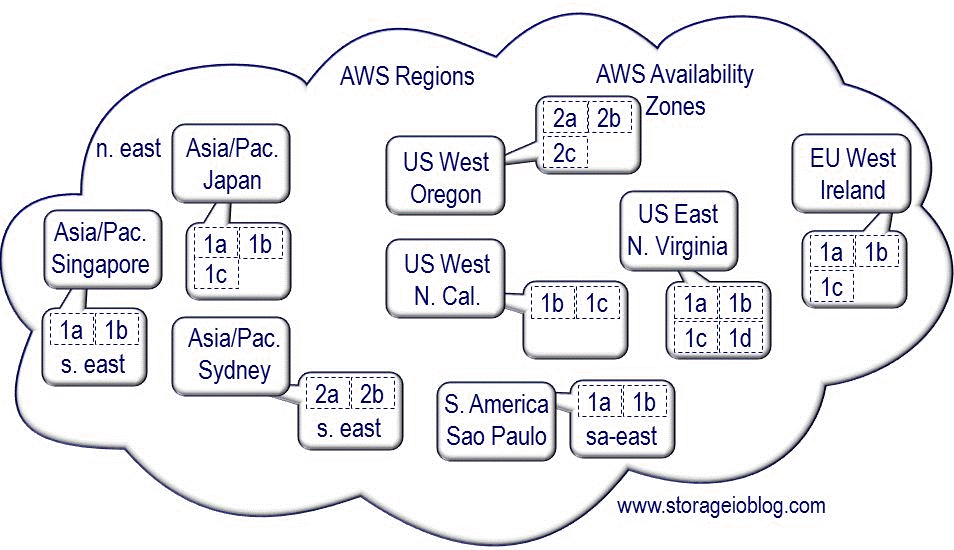 AWS Regions
AWS Availability
Zones
n. east
Asia/Pac.
Japan
1a 1b
1c
Asia/Pac.
Singapore
1a 1b
s. east
Asia/Pac.
Sydney
2a 2b
s. east
US West
Oregon
2a 2b
2c
US West
N. Cal.
1b 1c
US East
N. Virginia
1a 1b
1c 1d
EU West
Ireland
1a 1b
1c
S. America
Sao Paulo
1a 1b
sa-east
www.storageioblog.com